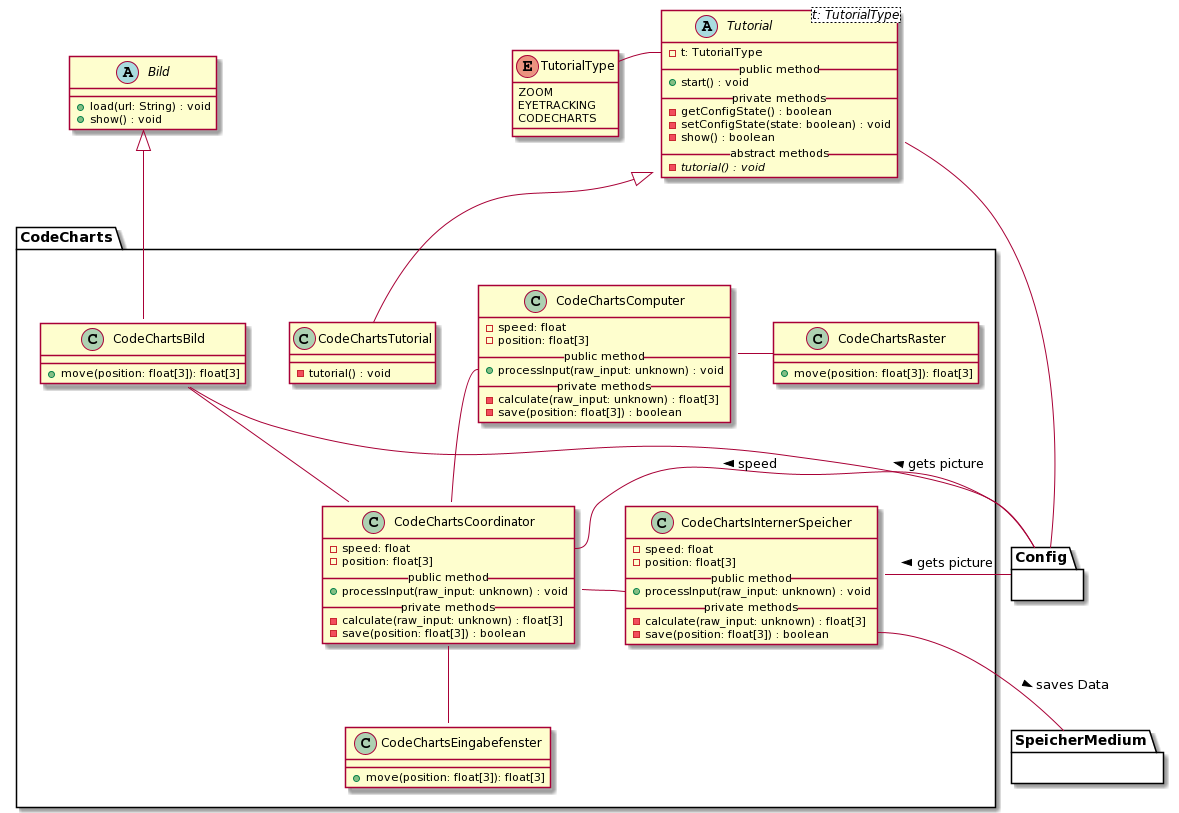 t: TutorialType
A Tutorial
t: TutorialType
public method
start() : void
private methods
getConfigState() : boolean
setConfigState(state: boolean) : void
show() : boolean
abstract methods
tutorial() : void
E TutorialType
ZOOM
EYETRACKING
CODECHARTS
A Bild
load(url: String) : void
show() : void
CodeCharts
C CodeChartsBild
move(position: float[3]): float[3]
C CodeChartsTutorial
tutorial() : void
C CodeChartsComputer
speed: float
position: float[3]
public method
processInput(raw_input: unknown) : void
private methods
calculate(raw_input: unknown) : float[3]
save(position: float[3]) : boolean
C CodeChartsRaster
move(position: float[3]): float[3]
speed
gets picture
C CodeChartsCoordinator
speed: float
position: float[3]
public method
processInput(raw_input: unknown) : void
private methods
calculate(raw_input: unknown) : float[3]
save(position: float[3]) : boolean
C CodeChartsInternerSpeicher
speed: float
position: float[3]
public method
processInput(raw_input: unknown) : void
private methods
calculate(raw_input: unknown) : float[3]
save(position: float[3]) : boolean
gets picture
Config
saves Data
SpeicherMedium
C CodeChartsEingabefenster
move(position: float[3]): float[3]